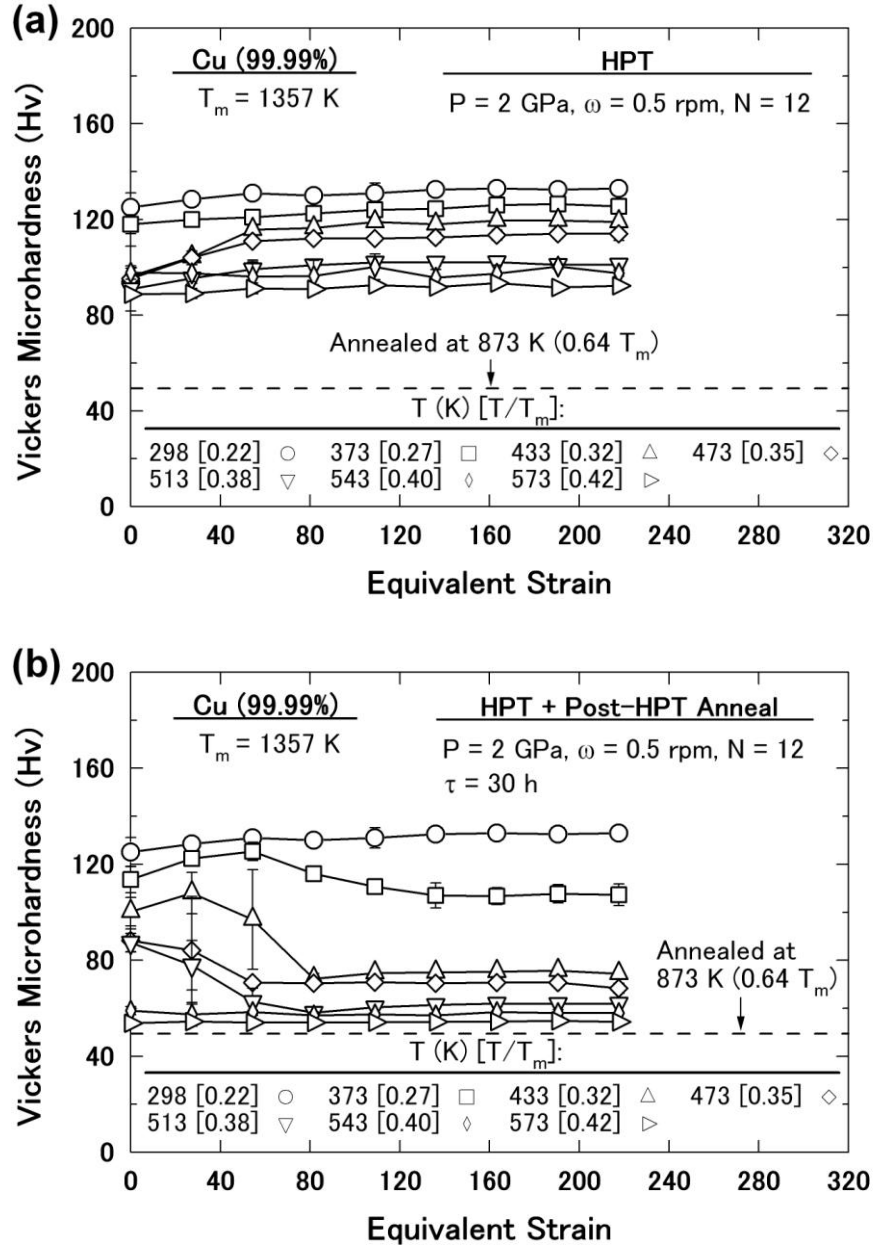 (a)
200
160
120
80
40
0
Vickers Microhardness (Hv)
Cu (99.99%)
T_m = 1357 K
HPT
P = 2 GPa, ω = 0.5 rpm, N = 12
Annealed at 873 K (0.64 T_m)
T (K) [T/T_m]:
298 [0.22] ○ 373 [0.27] □ 433 [0.32] △ 473 [0.35] ◇
513 [0.38] ▽ 543 [0.40] ◊ 573 [0.42] ▷
0 40 80 120 160 200 240 280 320
Equivalent Strain
(b)
200
160
120
80
40
0
Vickers Microhardness (Hv)
Cu (99.99%)
T_m = 1357 K
HPT + Post-HPT Anneal
P = 2 GPa, ω = 0.5 rpm, N = 12
τ = 30 h
Annealed at
873 K (0.64 T_m)
T (K) [T/T_m]:
298 [0.22] ○ 373 [0.27] □ 433 [0.32] △ 473 [0.35] ◇
513 [0.38] ▽ 543 [0.40] ◊ 573 [0.42] ▷
0 40 80 120 160 200 240 280 320
Equivalent Strain